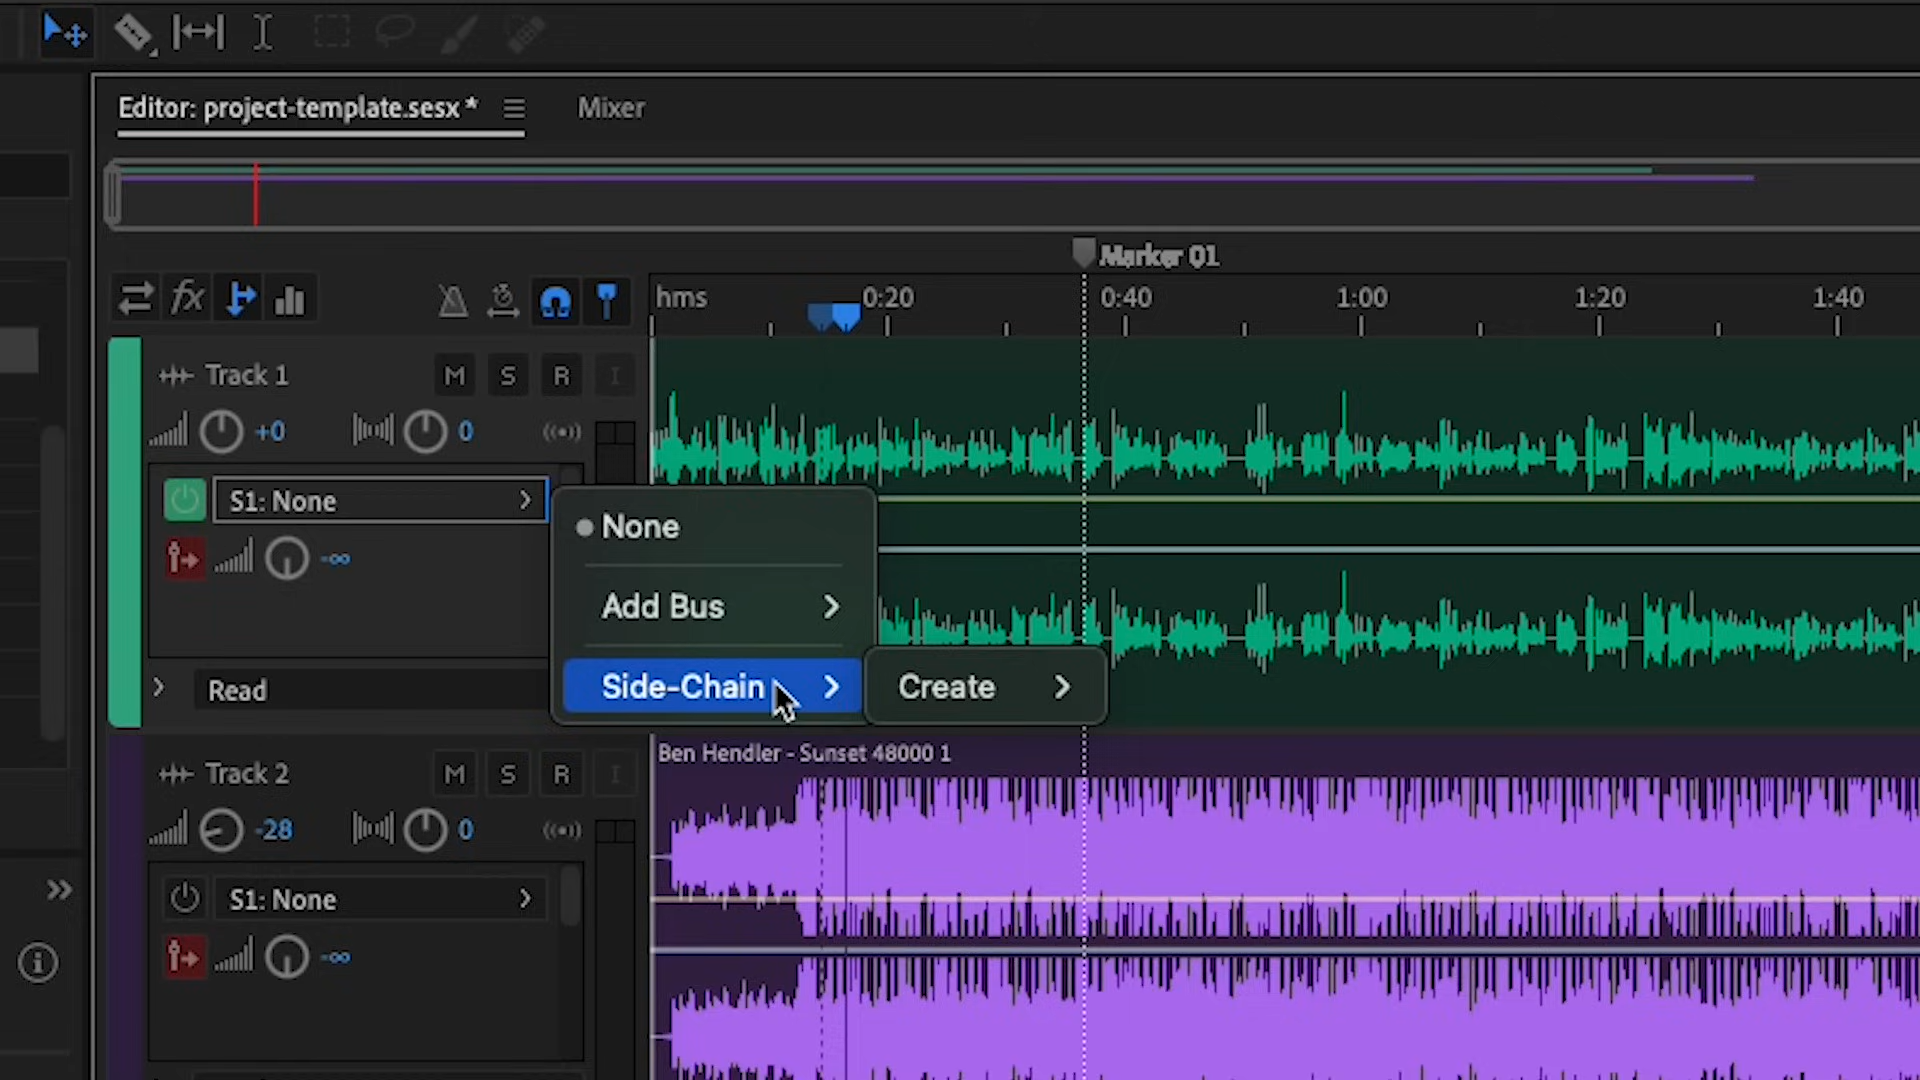 Editor: project-template.sesx *
Mixer
Marker 01
fx
hms 0:20 0:40 1:00 1:20 1:40
Track 1 M S R I
+0 0
S1: None
-∞
None
Add Bus
Side-Chain
Create
Read
Ben Hendler - Sunset 48000 1
Track 2 M S R I
-28 0
S1: None
-∞